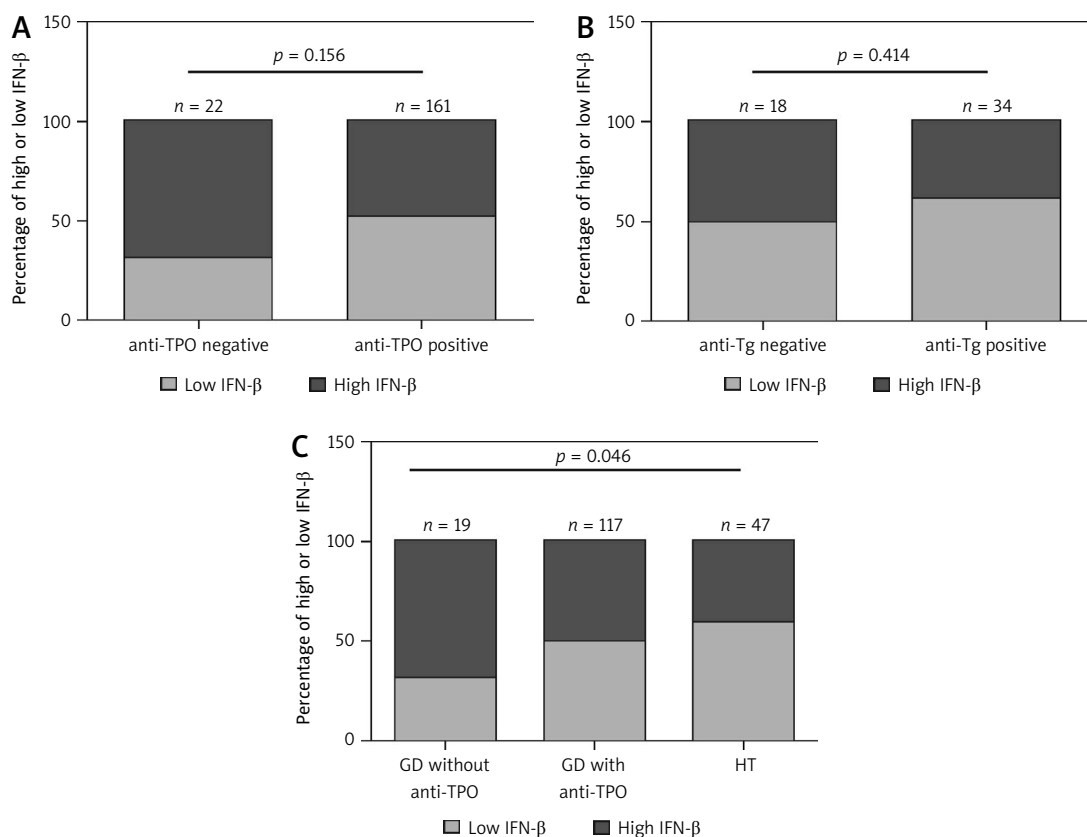 A
Percentage of high or low IFN-β
150
100
50
0
p = 0.156
n = 22
n = 161
anti-TPO negative
anti-TPO positive
Low IFN-β
High IFN-β
B
Percentage of high or low IFN-β
150
100
50
0
p = 0.414
n = 18
n = 34
anti-Tg negative
anti-Tg positive
Low IFN-β
High IFN-β
C
Percentage of high or low IFN-β
150
100
50
0
p = 0.046
n = 19
n = 117
n = 47
GD without
anti-TPO
GD with
anti-TPO
HT
Low IFN-β
High IFN-β